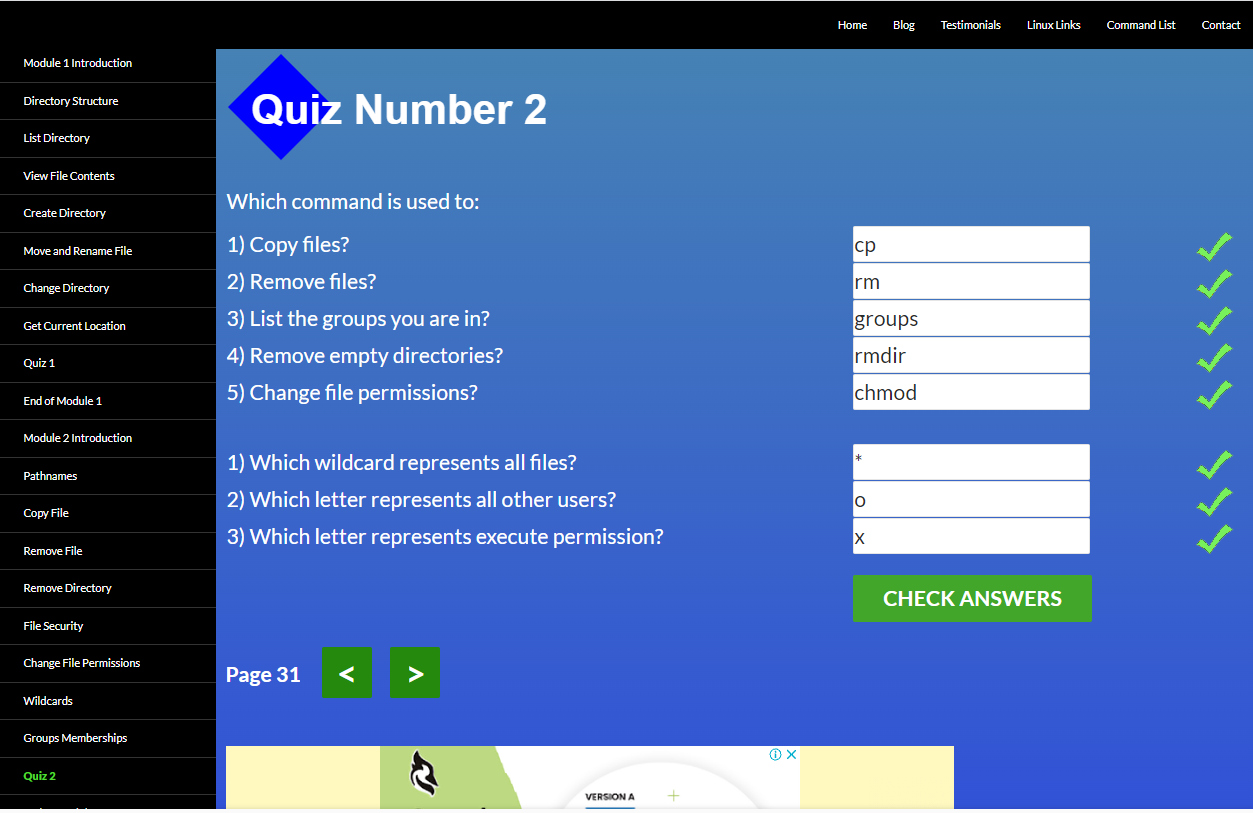 Home Blog Testimonials Linux Links Command List Contact
Module 1 Introduction
Directory Structure
List Directory
View File Contents
Create Directory
Move and Rename File
Change Directory
Get Current Location
Quiz 1
End of Module 1
Module 2 Introduction
Pathnames
Copy File
Remove File
Remove Directory
File Security
Change File Permissions
Wildcards
Groups Memberships
Quiz 2
Quiz Number 2
Which command is used to:
1) Copy files? cp
2) Remove files? rm
3) List the groups you are in? groups
4) Remove empty directories? rmdir
5) Change file permissions? chmod
1) Which wildcard represents all files? *
2) Which letter represents all other users? o
3) Which letter represents execute permission? x
CHECK ANSWERS
Page 31 < >
VERSION A